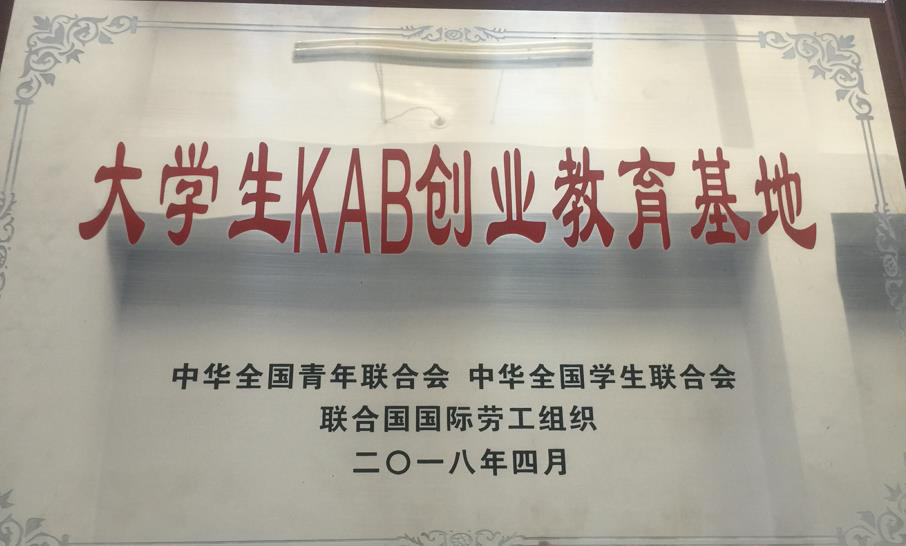 大学生KAB创业教育基地
中华全国青年联合会 中华全国学生联合会
联合国国际劳工组织
二〇一八年四月